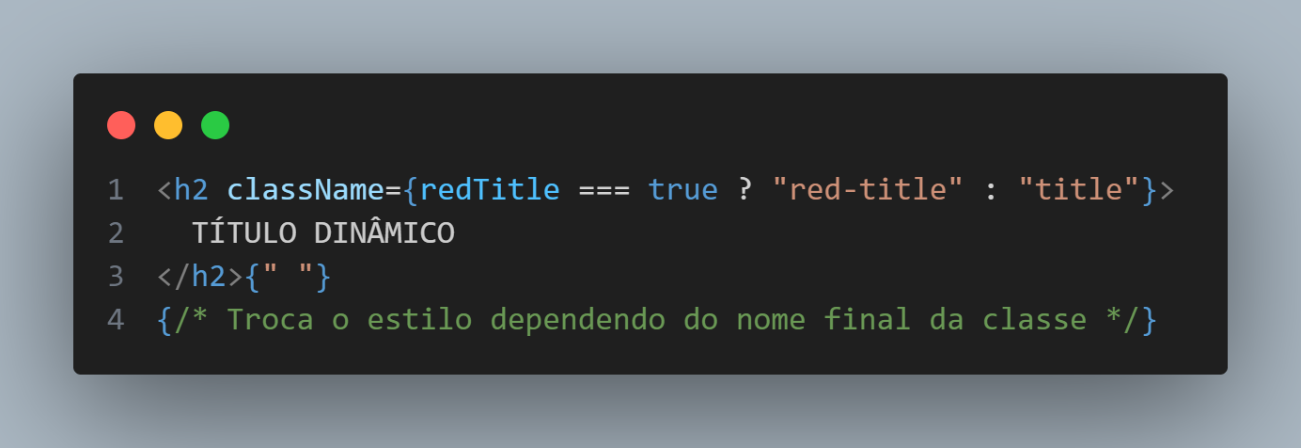 1 <h2 className={redTitle === true ? "red-title" : "title"}>
2 TÍTULO DINÂMICO
3 </h2>{" "}
4 {/* Troca o estilo dependendo do nome final da classe */}